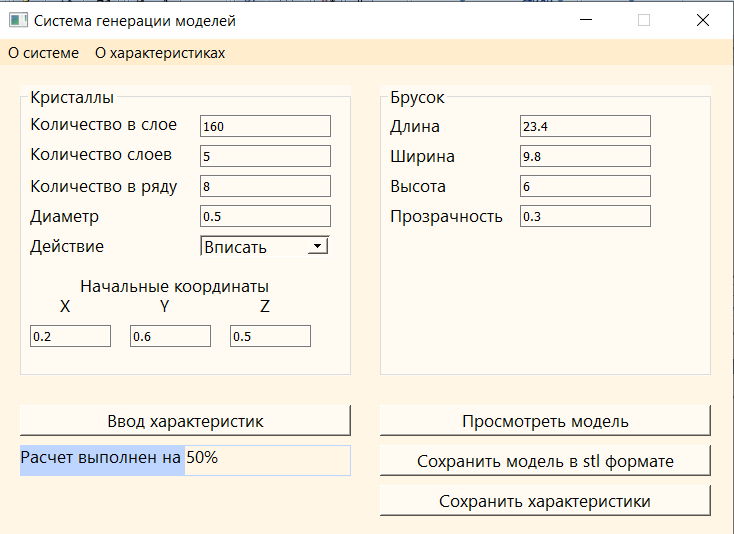 Система генерации моделей
О системе О характеристиках
Кристаллы
Количество в слое 160
Количество слоев 5
Количество в ряду 8
Диаметр 0.5
Действие Вписать
Начальные координаты
X Y Z
0.2 0.6 0.5
Брусок
Длина 23.4
Ширина 9.8
Высота 6
Прозрачность 0.3
Ввод характеристик
Расчет выполнен на 50%
Просмотреть модель
Сохранить модель в stl формате
Сохранить характеристики